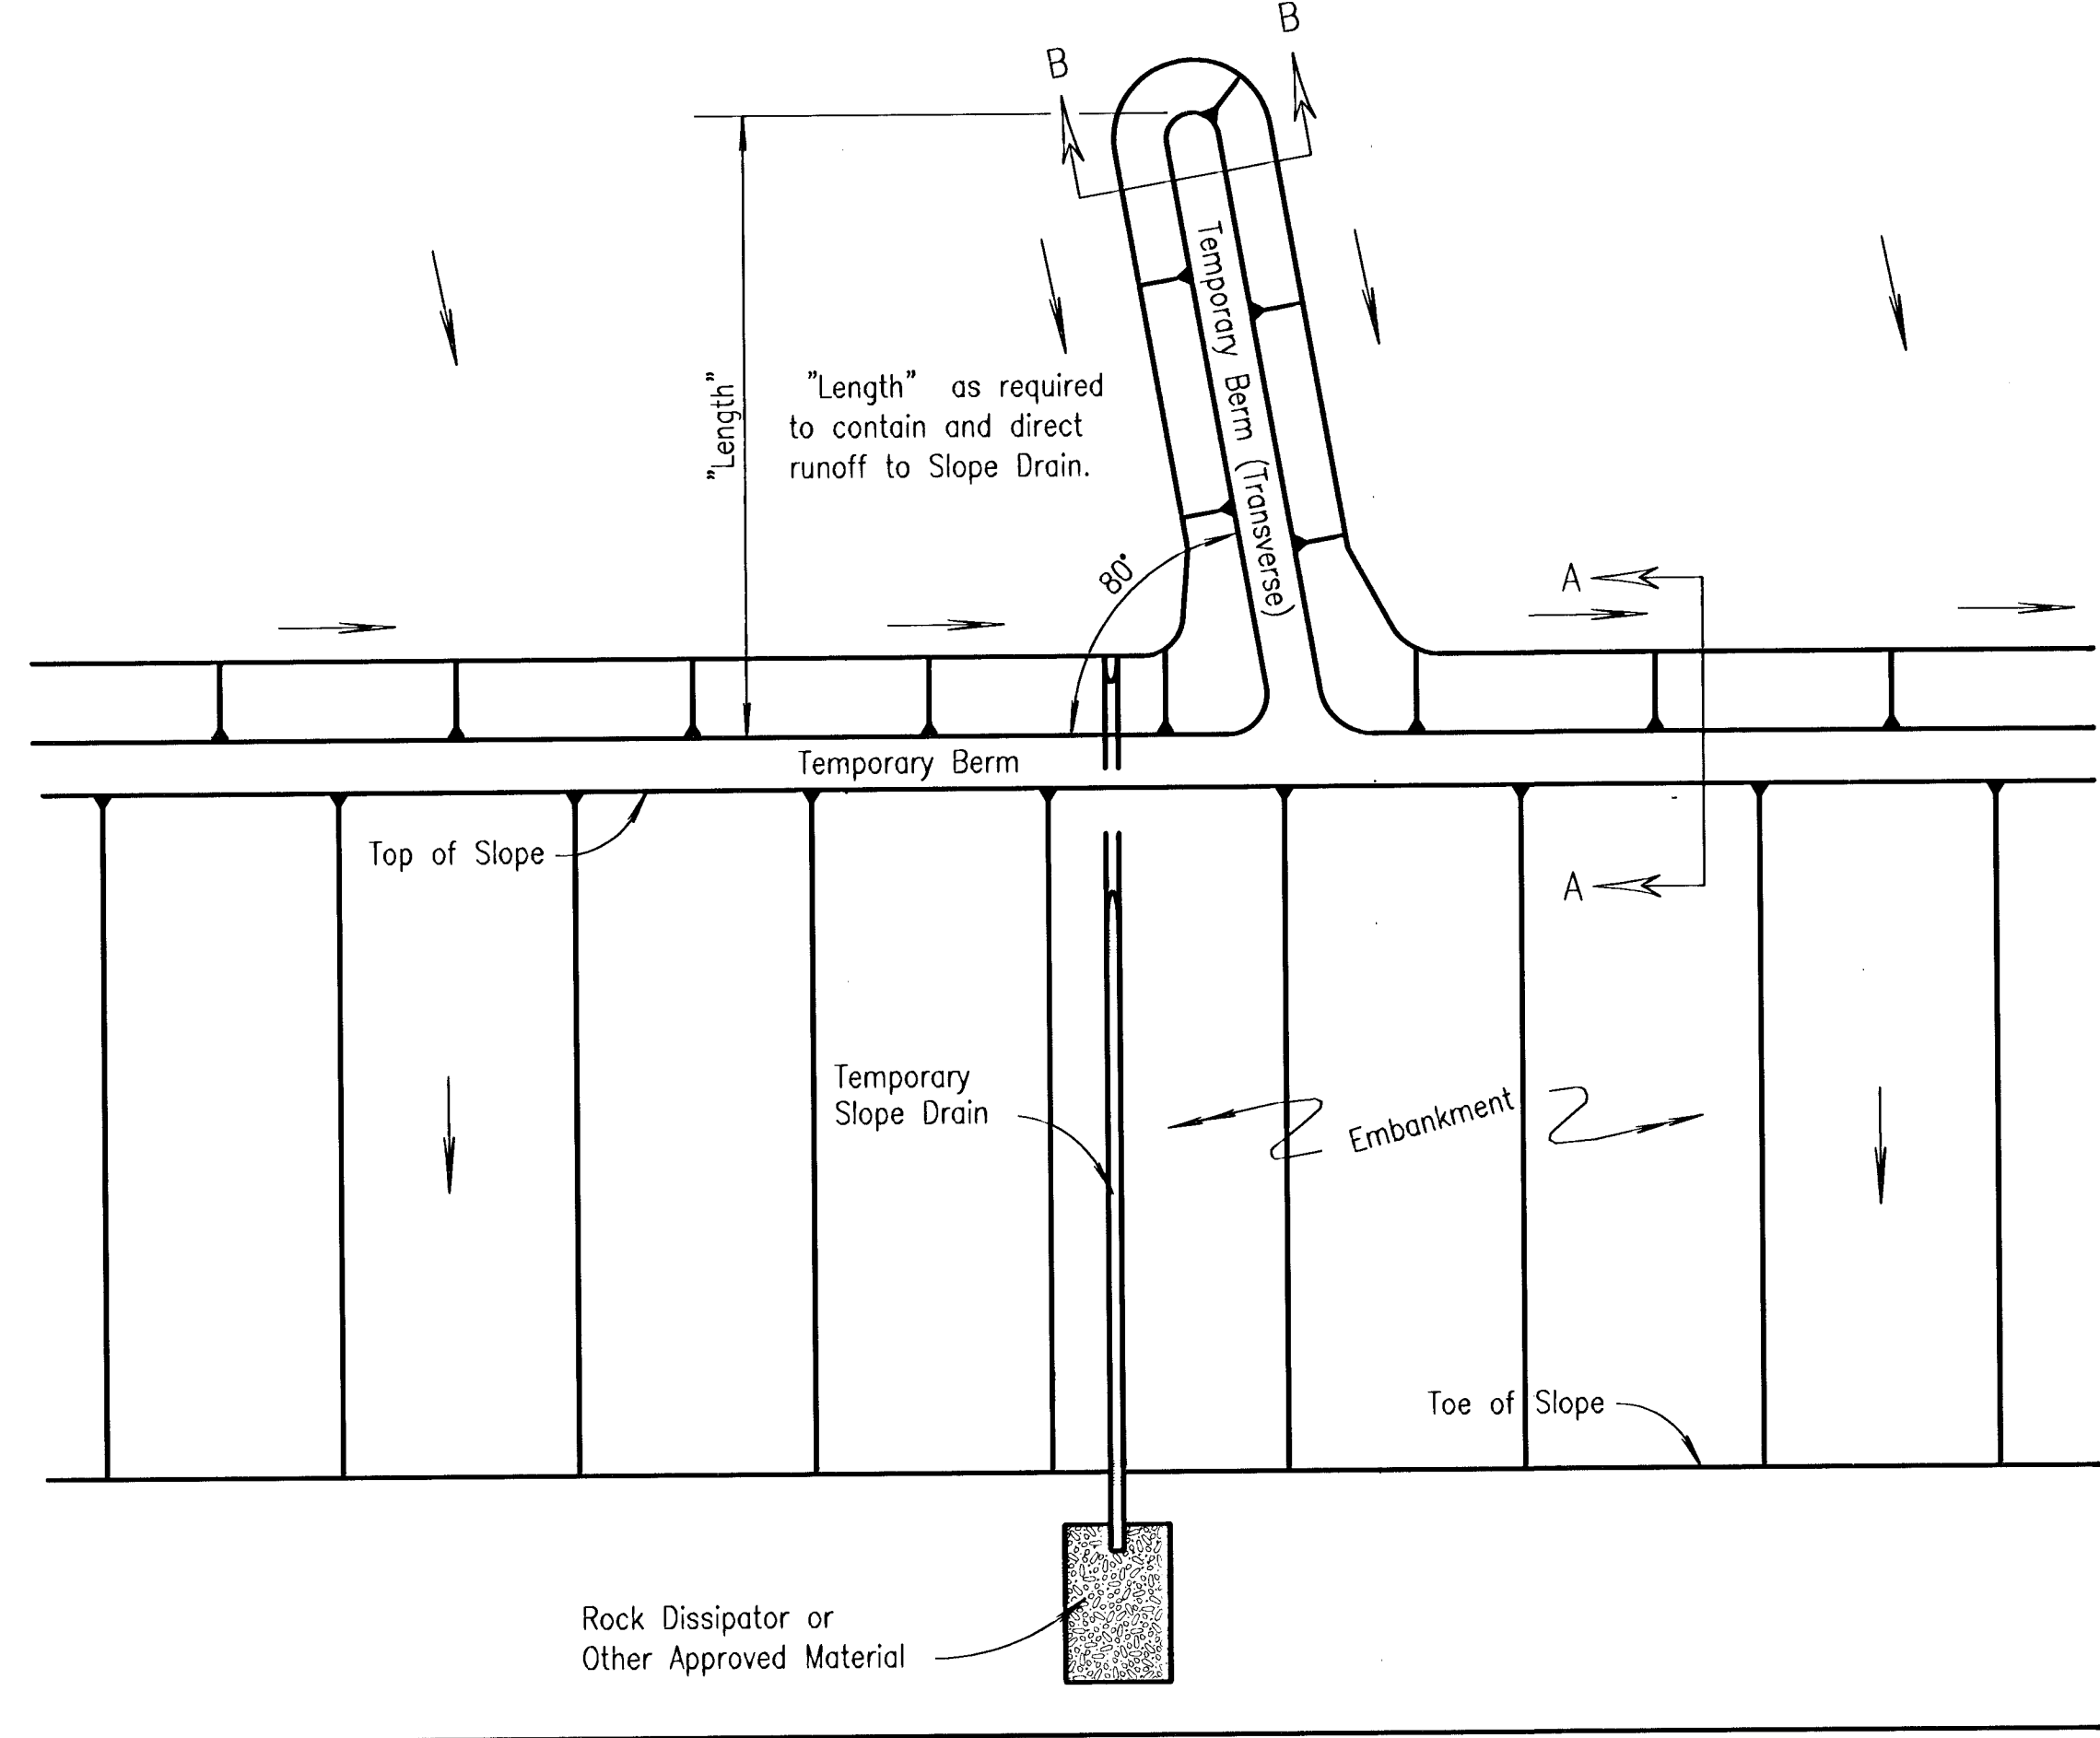 B
B
"Length"
"Length" as required
to contain and direct
runoff to Slope Drain.
Temporary Berm (Transverse)
80°
A
Temporary Berm
Top of Slope
A
Temporary
Slope Drain
Embankment
Toe of Slope
Rock Dissipator or
Other Approved Material